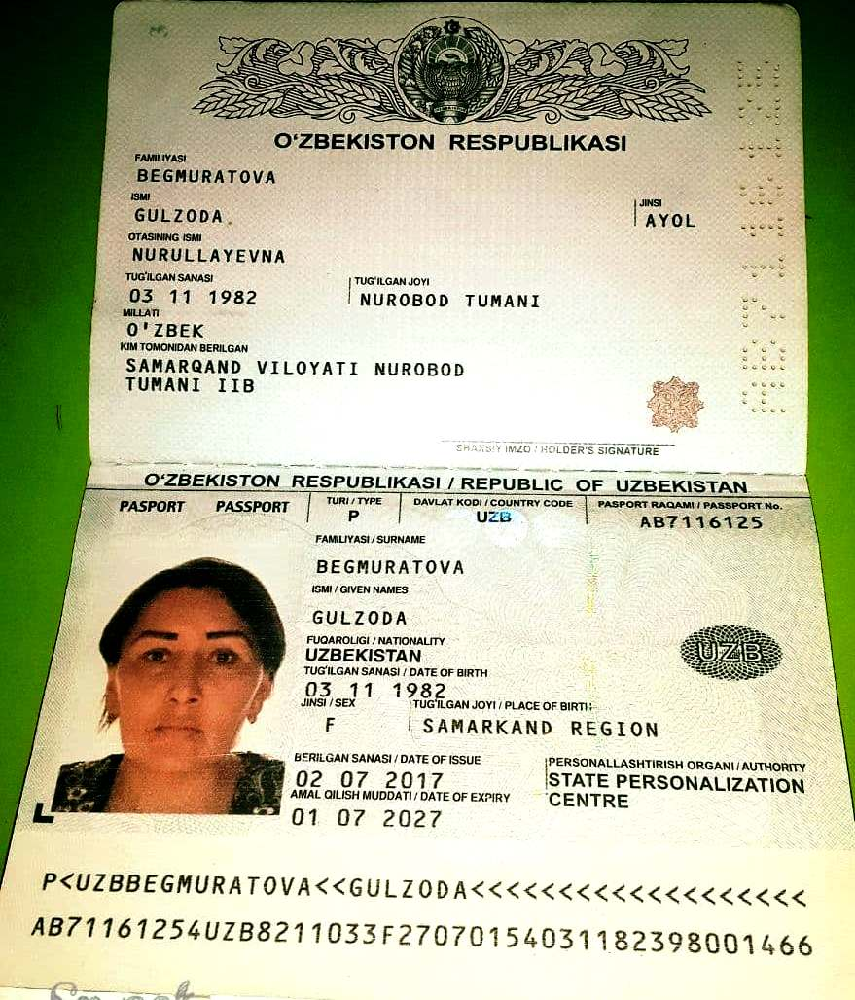 O'ZBEKISTON RESPUBLIKASI
FAMILIYASI
BEGMURATOVA
ISMI
GULZODA
JINSI
AYOL
OTASINING ISMI
NURULLAYEVNA
TUG'ILGAN SANASI
03 11 1982
TUG'ILGAN JOYI
NUROBOD TUMANI
MILLATI
O'ZBEK
KIM TOMONIDAN BERILGAN
SAMARQAND VILOYATI NUROBOD
TUMANI IIB
SHAXSIY IMZO / HOLDER'S SIGNATURE
O'ZBEKISTON RESPUBLIKASI / REPUBLIC OF UZBEKISTAN
PASPORT PASSPORT
TURI / TYPE
P
DAVLAT KODI / COUNTRY CODE
UZB
PASPORT RAQAMI / PASSPORT No.
AB7116125
FAMILIYASI / SURNAME
BEGMURATOVA
ISMI / GIVEN NAMES
GULZODA
FUQAROLIGI / NATIONALITY
UZBEKISTAN
UZB
TUG'ILGAN SANASI / DATE OF BIRTH
03 11 1982
JINSI / SEX
F
TUG'ILGAN JOYI / PLACE OF BIRTH
SAMARKAND REGION
BERILGAN SANASI / DATE OF ISSUE
02 07 2017
PERSONALLASHTIRISH ORGANI / AUTHORITY
STATE PERSONALIZATION
CENTRE
AMAL QILISH MUDDATI / DATE OF EXPIRY
01 07 2027
P<UZBBEGMURATOVA<<GULZODA<<<<<<<<<<<<<<<<<<<
AB71161254UZB8211033F27070154031182398001466